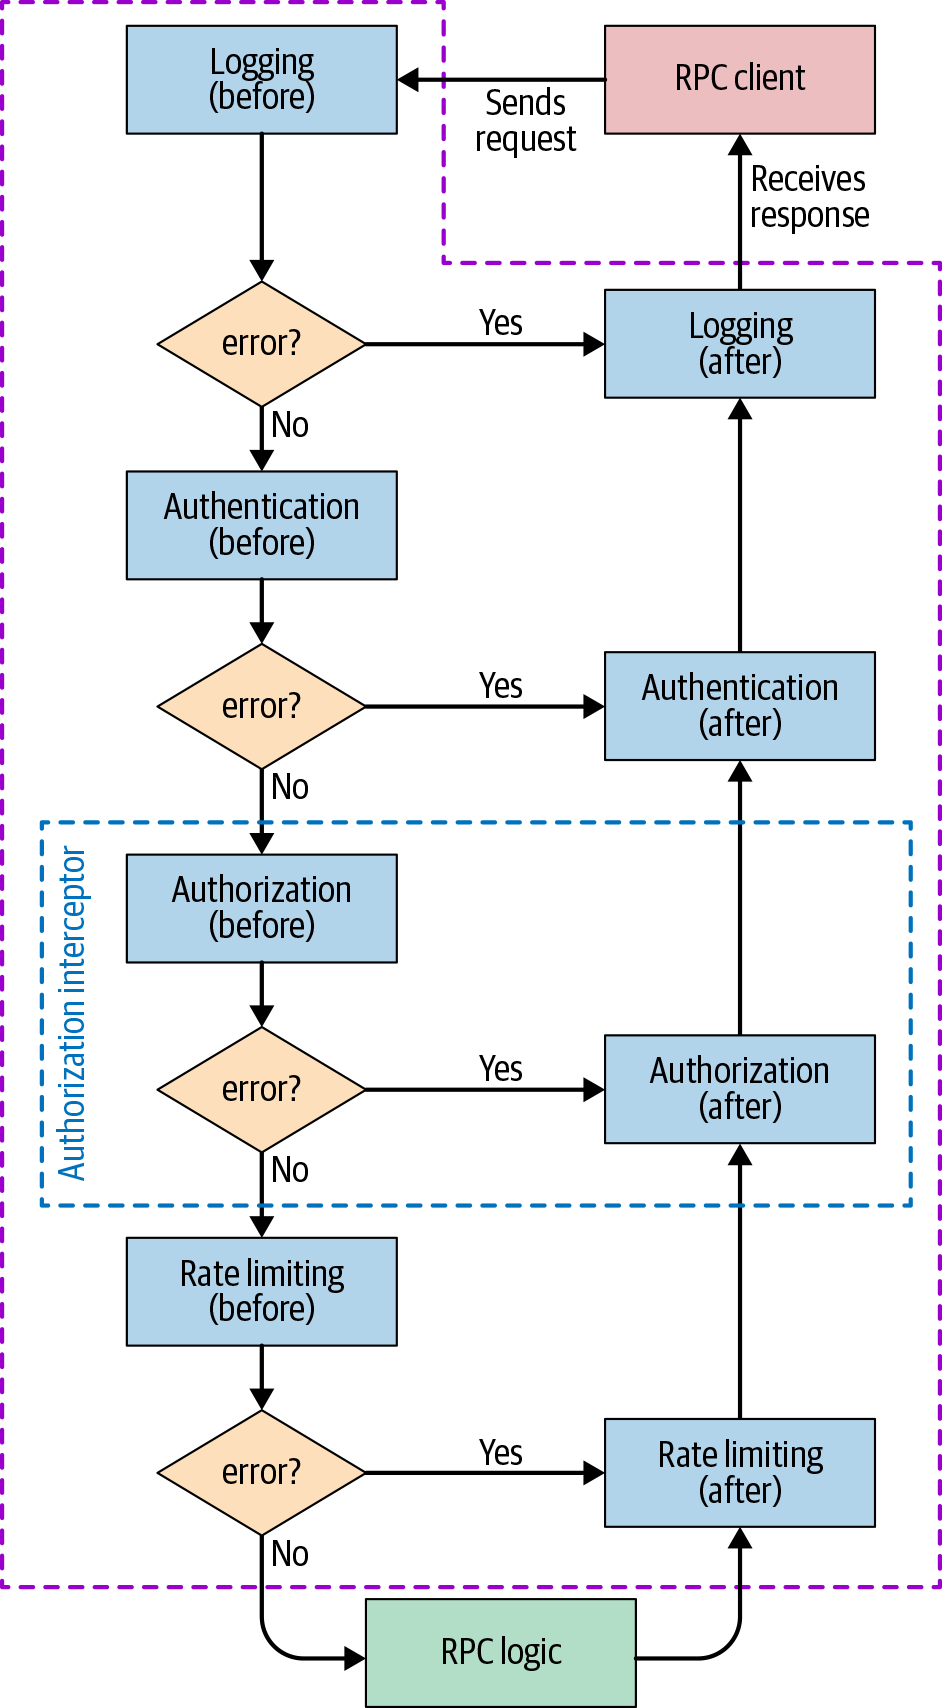 Logging
(before)
RPC client
Sends
request
Receives
response
error?
Yes
Logging
(after)
No
Authentication
(before)
error?
Yes
Authentication
(after)
No
Authorization interceptor
Authorization
(before)
error?
Yes
Authorization
(after)
No
Rate limiting
(before)
error?
Yes
Rate limiting
(after)
No
RPC logic